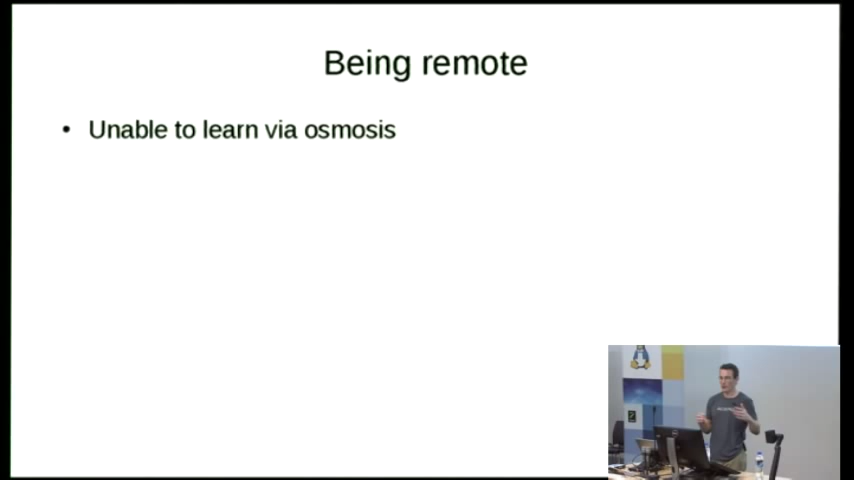 Being remote
• Unable to learn via osmosis